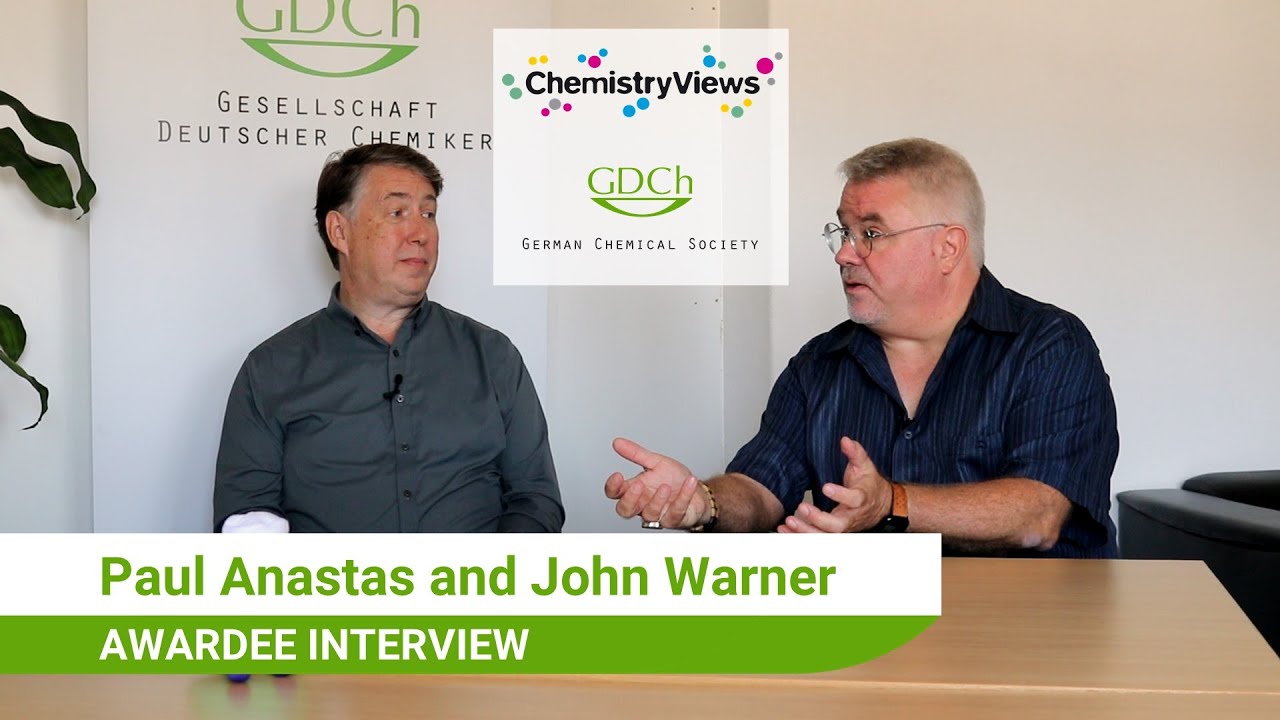 GDCh
GESELLSCHAFT
DEUTSCHER CHEMIKER
ChemistryViews
GDCh
GERMAN CHEMICAL SOCIETY
Paul Anastas and John Warner
AWARDEE INTERVIEW